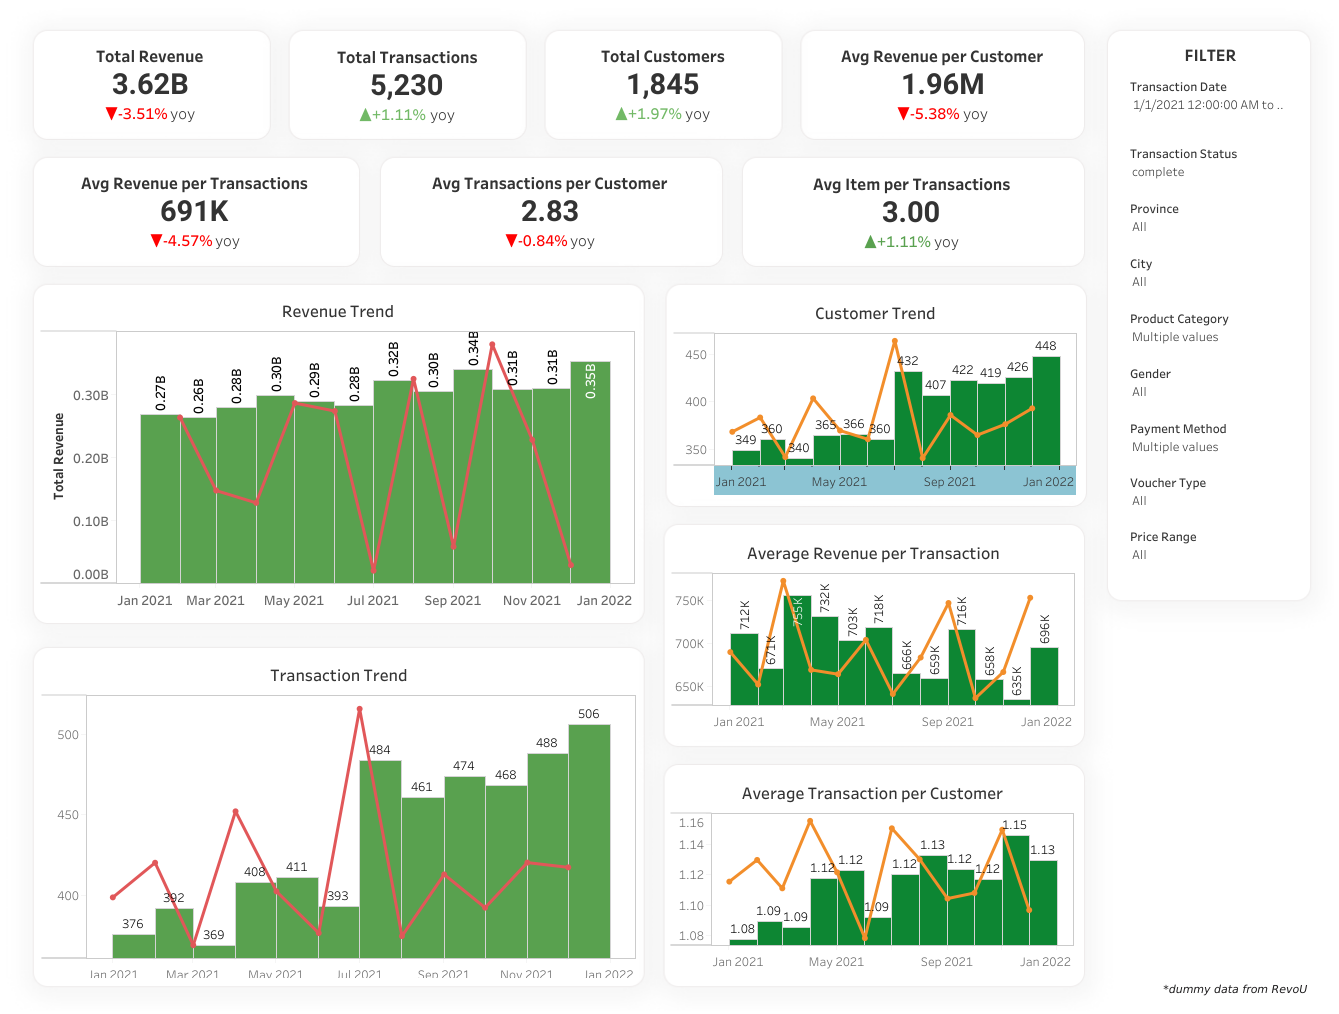 Total Revenue
3.62B
▼-3.51% yoy
Total Transactions
5,230
▲+1.11% yoy
Total Customers
1,845
▲+1.97% yoy
Avg Revenue per Customer
1.96M
▼-5.38% yoy
Avg Revenue per Transactions
691K
▼-4.57% yoy
Avg Transactions per Customer
2.83
▼-0.84% yoy
Avg Item per Transactions
3.00
▲+1.11% yoy
FILTER
Transaction Date
1/1/2021 12:00:00 AM to ..
Transaction Status
complete
Province
All
City
All
Product Category
Multiple values
Gender
All
Payment Method
Multiple values
Voucher Type
All
Price Range
All
Revenue Trend
Total Revenue
0.30B
0.20B
0.10B
0.00B
0.27B
0.26B
0.28B
0.30B
0.29B
0.28B
0.32B
0.30B
0.34B
0.31B
0.31B
0.35B
Jan 2021 Mar 2021 May 2021 Jul 2021 Sep 2021 Nov 2021 Jan 2022
Customer Trend
450
400
350
349
360
340
365
366
360
432
407
422
419
426
448
Jan 2021 May 2021 Sep 2021 Jan 2022
Average Revenue per Transaction
750K
700K
650K
712K
671K
755K
732K
703K
718K
666K
659K
716K
658K
635K
696K
Jan 2021 May 2021 Sep 2021 Jan 2022
Transaction Trend
500
450
400
376
392
369
408
411
393
484
461
474
468
488
506
Jan 2021 Mar 2021 May 2021 Jul 2021 Sep 2021 Nov 2021 Jan 2022
Average Transaction per Customer
1.16
1.14
1.12
1.10
1.08
1.08
1.09
1.09
1.12
1.12
1.09
1.12
1.13
1.12
1.12
1.15
1.13
Jan 2021 May 2021 Sep 2021 Jan 2022
*dummy data from RevoU